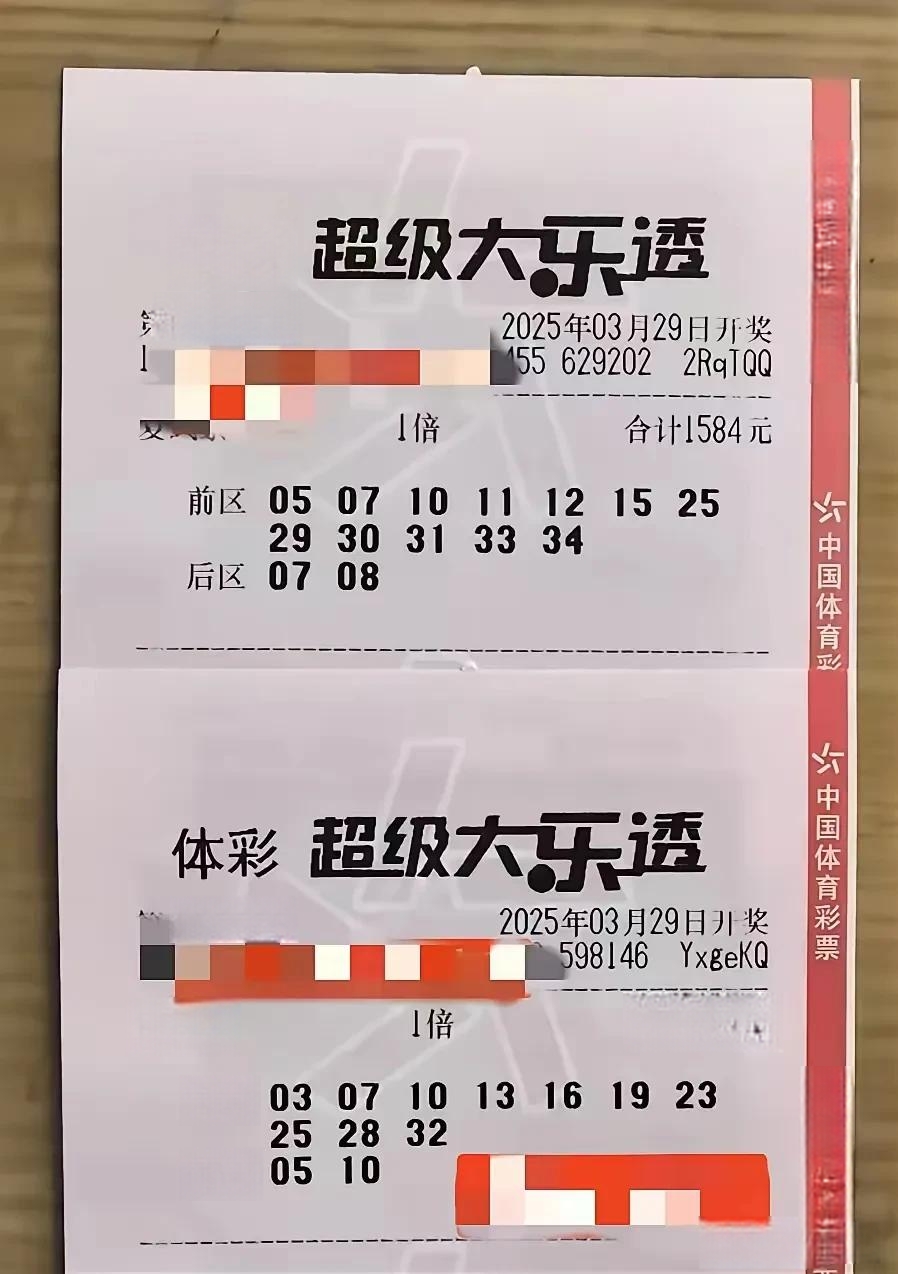 超级大乐透
2025年03月29日开奖
455 629202 2RqTQQ
1倍 合计1584元
前区 05 07 10 11 12 15 25
29 30 31 33 34
后区 07 08
中国体育彩
体彩 超级大乐透
2025年03月29日开奖
598146 YxgeKQ
1倍
03 07 10 13 16 19 23
25 28 32
05 10
中国体育彩票